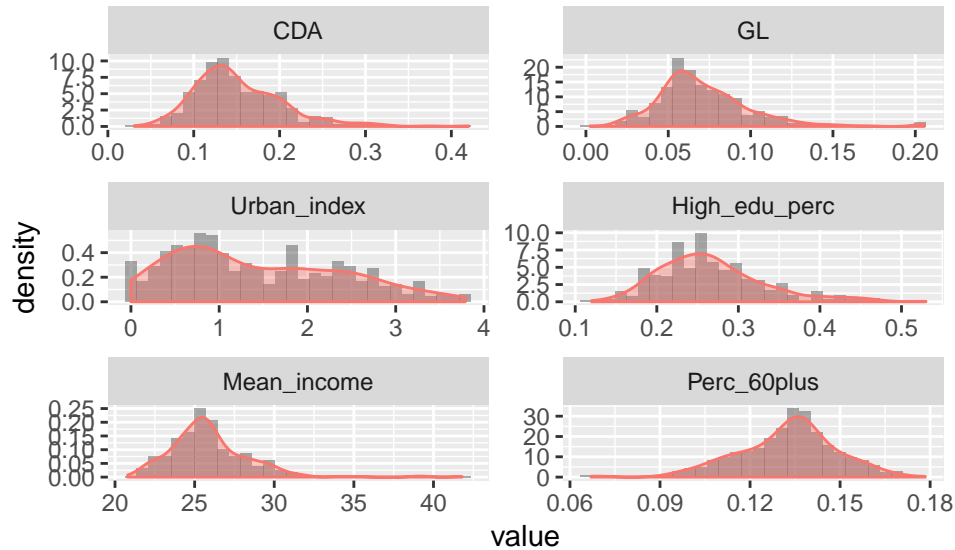 CDA
GL
10.0
7.5
5.0
2.5
0.0
0.0 0.1 0.2 0.3 0.4
20
15
10
5
0
0.00 0.05 0.10 0.15 0.20
Urban_index
High_edu_perc
0.4
0.2
0.0
0 1 2 3 4
10.0
7.5
5.0
2.5
0.0
0.1 0.2 0.3 0.4 0.5
Mean_income
Perc_60plus
0.25
0.20
0.15
0.10
0.05
0.00
20 25 30 35 40
30
20
10
0
0.06 0.09 0.12 0.15 0.18
density
value